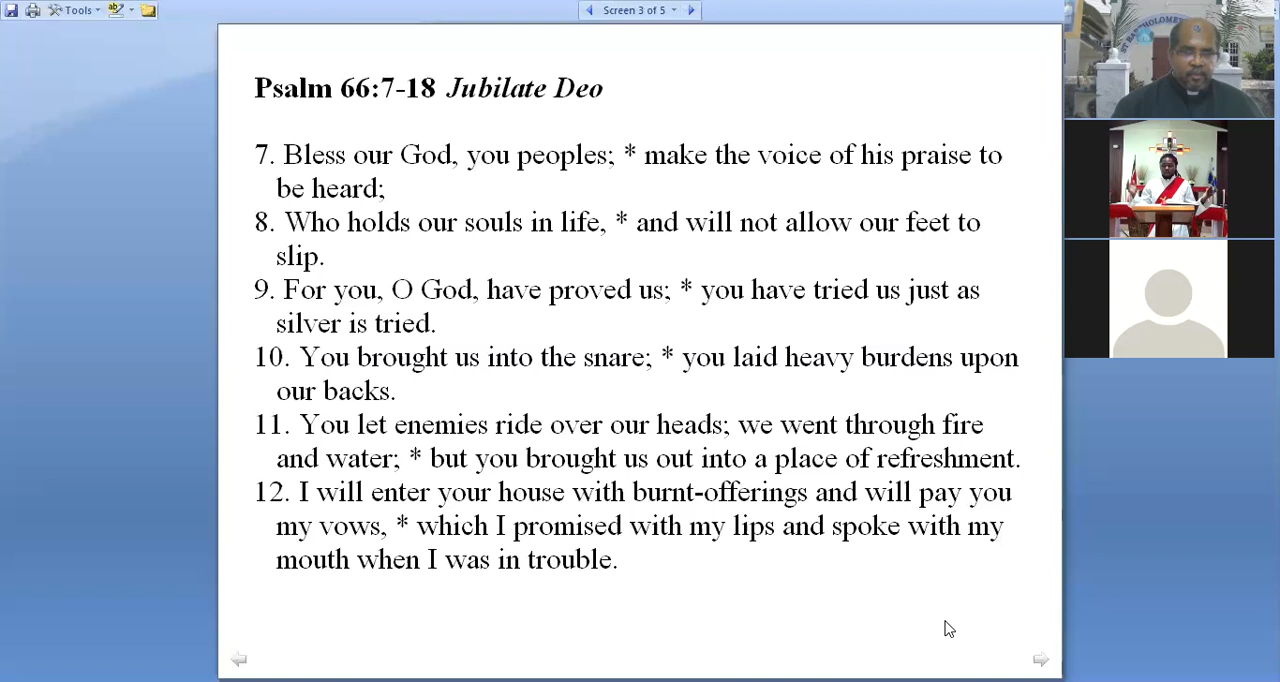 Tools
Screen 3 of 5
ST BARTHOLOME
Psalm 66:7-18 Jubilate Deo
7. Bless our God, you peoples; * make the voice of his praise to
be heard;
8. Who holds our souls in life, * and will not allow our feet to
slip.
9. For you, O God, have proved us; * you have tried us just as
silver is tried.
10. You brought us into the snare; * you laid heavy burdens upon
our backs.
11. You let enemies ride over our heads; we went through fire
and water; * but you brought us out into a place of refreshment.
12. I will enter your house with burnt-offerings and will pay you
my vows, * which I promised with my lips and spoke with my
mouth when I was in trouble.